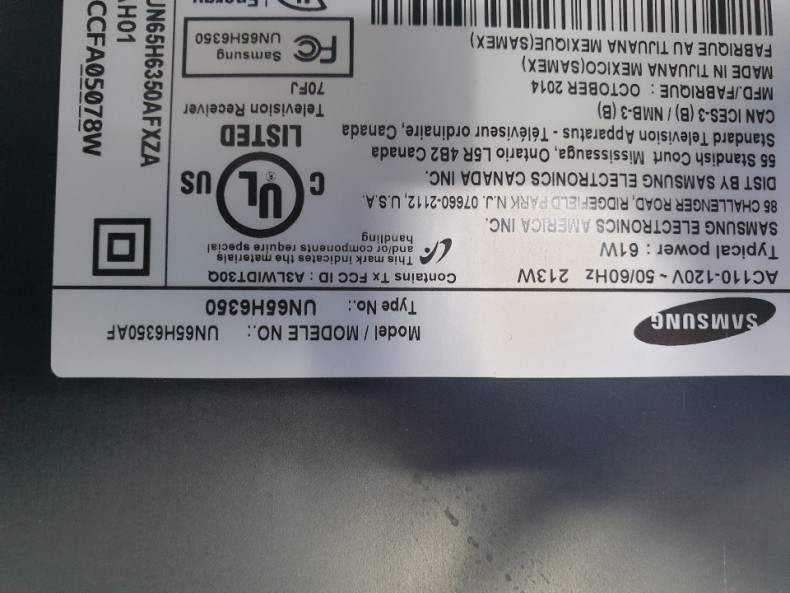 SAMSUNG
Model / MODELE NO.: UN65H6350AF
Type No.: UN65H6350
AC110-120V ~ 50/60Hz 213W
Typical power : 61W
SAMSUNG ELECTRONICS AMERICA INC.
85 CHALLENGER ROAD, RIDGEFIELD PARK N.J. 07660-2112, U.S.A.
DIST BY SAMSUNG ELECTRONICS CANADA INC.
55 Standish Court Mississauga, Ontario L5R 4B2 Canada
Standard Television Apparatus - Téléviseur ordinaire, Canada
CAN ICES-3 (B) / NMB-3 (B)
MFD./FABRIQUE : OCTOBER 2014
MADE IN TIJUANA MEXICO(SAMEX)
FABRIQUE AU TIJUANA MEXIQUE(SAMEX)
Contains Tx FCC ID : A3LWIDT30Q
This mark indicates the materials
and/or components require special
handling
C UL US
®
LISTED
Television Receiver
70FJ
FC Samsung
UN65H6350
Energy
UN65H6350AFXZA
AH01
CCFA05078W